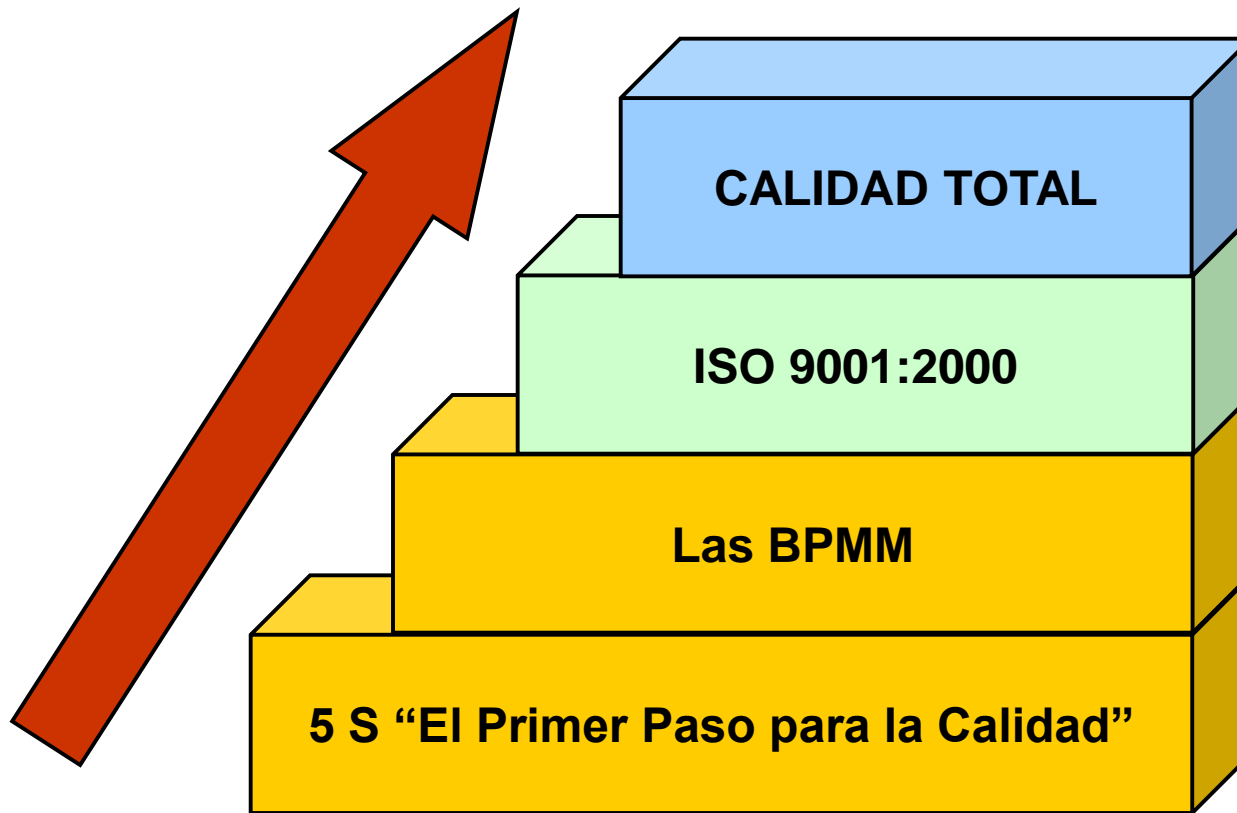 CALIDAD TOTAL
ISO 9001:2000
Las BPMM
5 S “El Primer Paso para la Calidad”